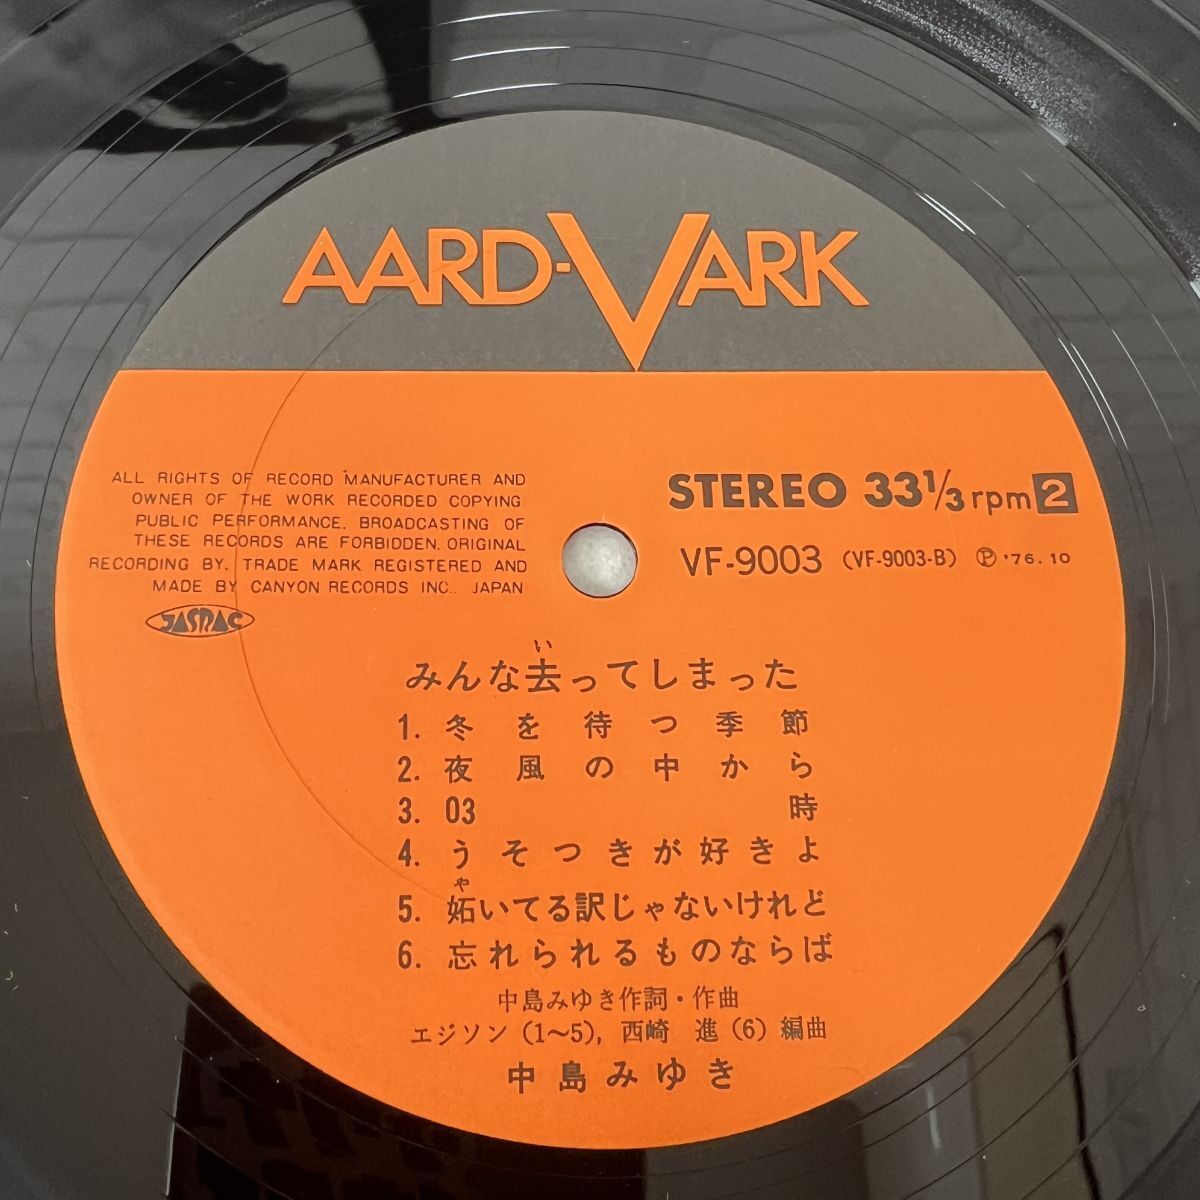 AARD-VARK
ALL RIGHTS OF RECORD MANUFACTURER AND
OWNER OF THE WORK RECORDED COPYING
PUBLIC PERFORMANCE. BROADCASTING OF
THESE RECORDS ARE FORBIDDEN. ORIGINAL
RECORDING BY. TRADE MARK REGISTERED AND
MADE BY CANYON RECORDS INC.. JAPAN
JASRAC
STEREO 33 1/3 rpm 2
VF-9003 (VF-9003-B) Ⓟ '76.10
い
みんな去ってしまった
1. 冬を待つ季節
2. 夜風の中から
3. 03時
4. うそつきが好きよ
や
5. 妬いてる訳じゃないけれど
6. 忘れられるものならば
中島みゆき作詞・作曲
エジソン (1〜5), 西崎 進 (6) 編曲
中島みゆき